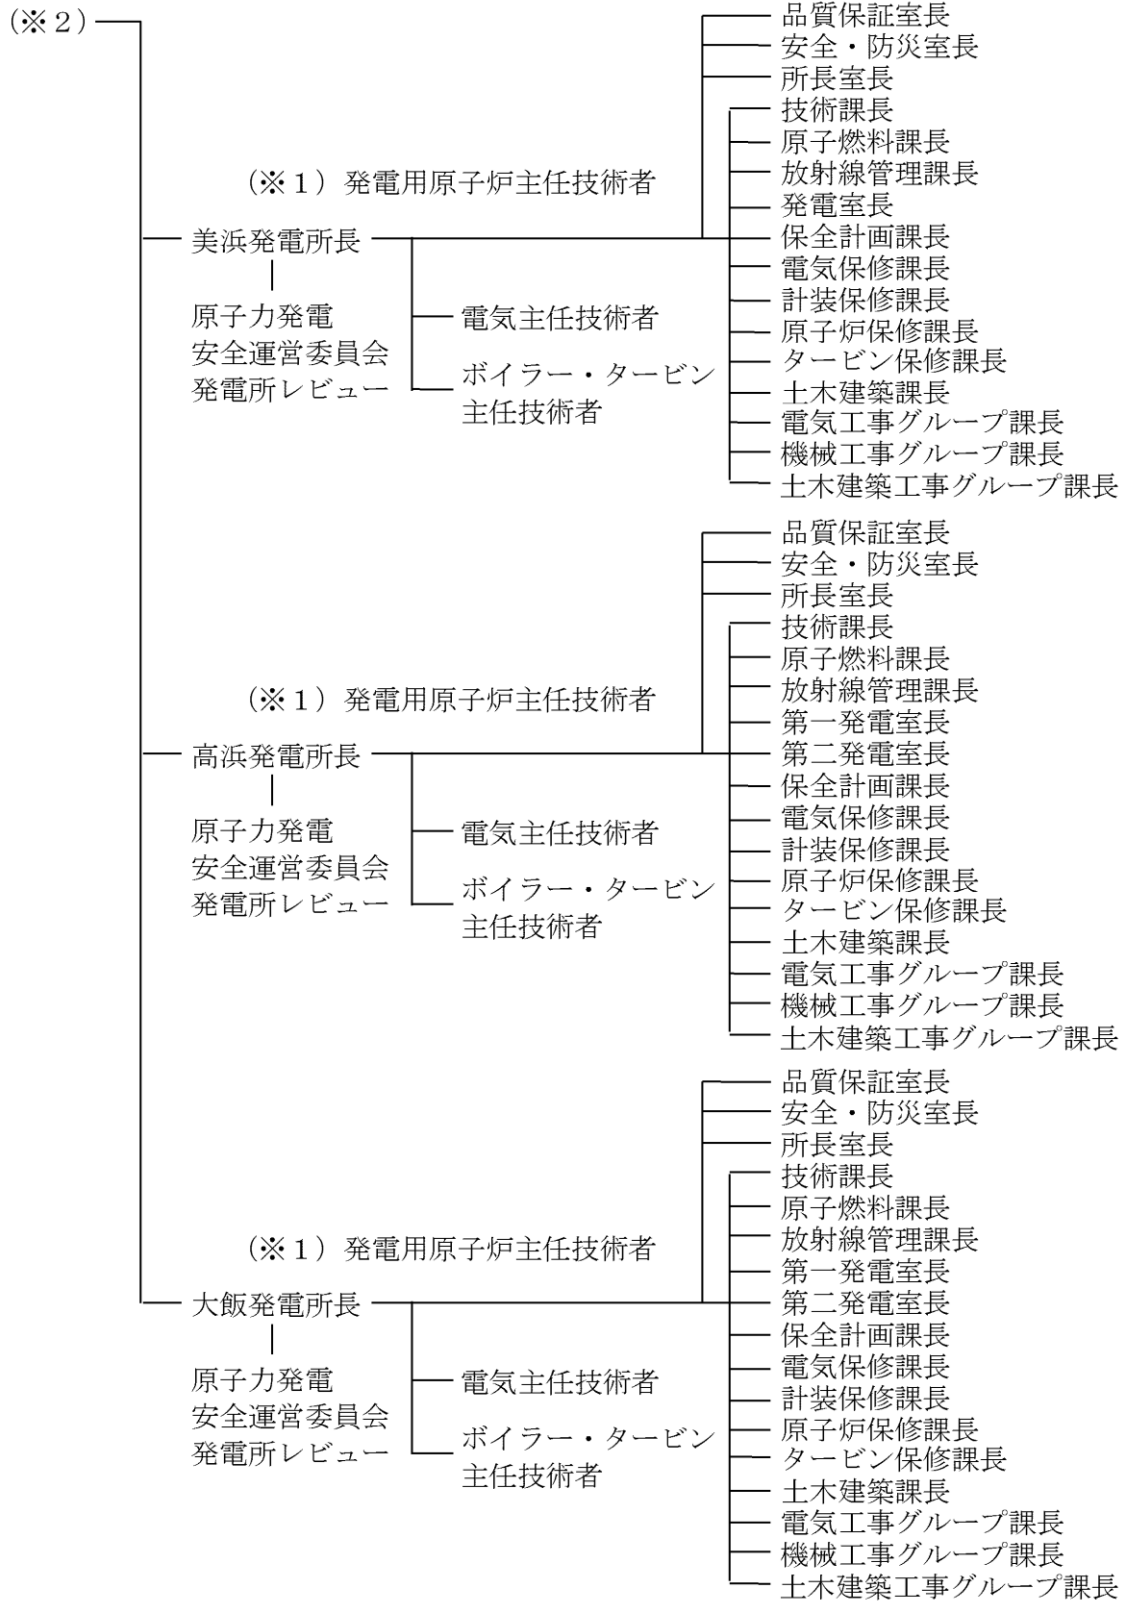 (※２)
品質保証室長
安全・防災室長
所長室長
技術課長
原子燃料課長
放射線管理課長
発電室長
保全計画課長
電気保修課長
計装保修課長
原子炉保修課長
タービン保修課長
土木建築課長
電気工事グループ課長
機械工事グループ課長
土木建築工事グループ課長
(※１) 発電用原子炉主任技術者
美浜発電所長
原子力発電
安全運営委員会
発電所レビュー
電気主任技術者
ボイラー・タービン
主任技術者
品質保証室長
安全・防災室長
所長室長
技術課長
原子燃料課長
放射線管理課長
第一発電室長
第二発電室長
保全計画課長
電気保修課長
計装保修課長
原子炉保修課長
タービン保修課長
土木建築課長
電気工事グループ課長
機械工事グループ課長
土木建築工事グループ課長
(※１) 発電用原子炉主任技術者
高浜発電所長
原子力発電
安全運営委員会
発電所レビュー
電気主任技術者
ボイラー・タービン
主任技術者
品質保証室長
安全・防災室長
所長室長
技術課長
原子燃料課長
放射線管理課長
第一発電室長
第二発電室長
保全計画課長
電気保修課長
計装保修課長
原子炉保修課長
タービン保修課長
土木建築課長
電気工事グループ課長
機械工事グループ課長
土木建築工事グループ課長
(※１) 発電用原子炉主任技術者
大飯発電所長
原子力発電
安全運営委員会
発電所レビュー
電気主任技術者
ボイラー・タービン
主任技術者